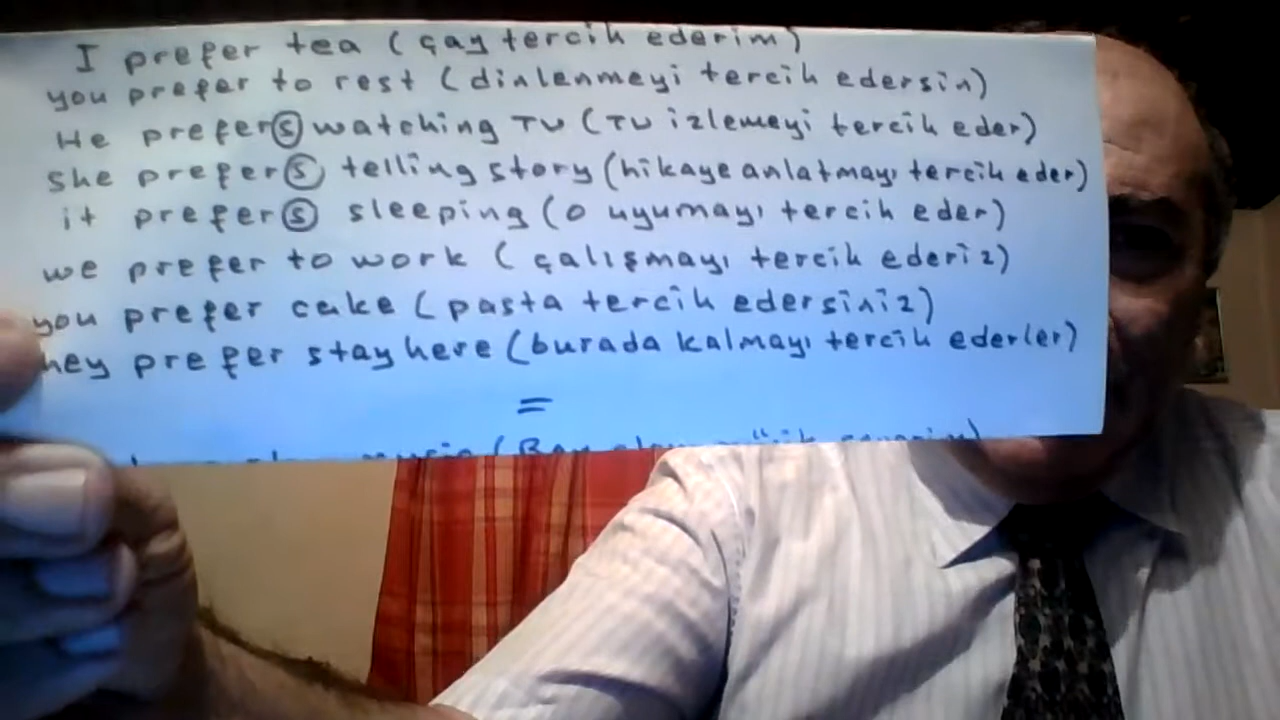 I prefer tea (çay tercih ederim)
you prefer to rest (dinlenmeyi tercih edersin)
He prefers watching TV (TV izlemeyi tercih eder)
she prefers telling story (hikaye anlatmayı tercih eder)
it prefers sleeping (o uyumayı tercih eder)
we prefer to work (çalışmayı tercih ederiz)
you prefer cake (pasta tercih edersiniz)
hey prefer stay here (burada kalmayı tercih ederler)
=